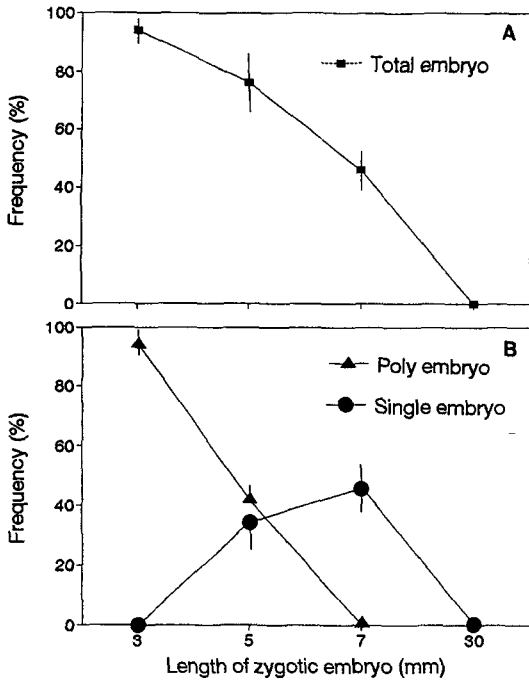 A
Total embryo
Frequency (%)
100
80
60
40
20
0
B
Poly embryo
Single embryo
Frequency (%)
100
80
60
40
20
0
3 5 7 30
Length of zygotic embryo (mm)